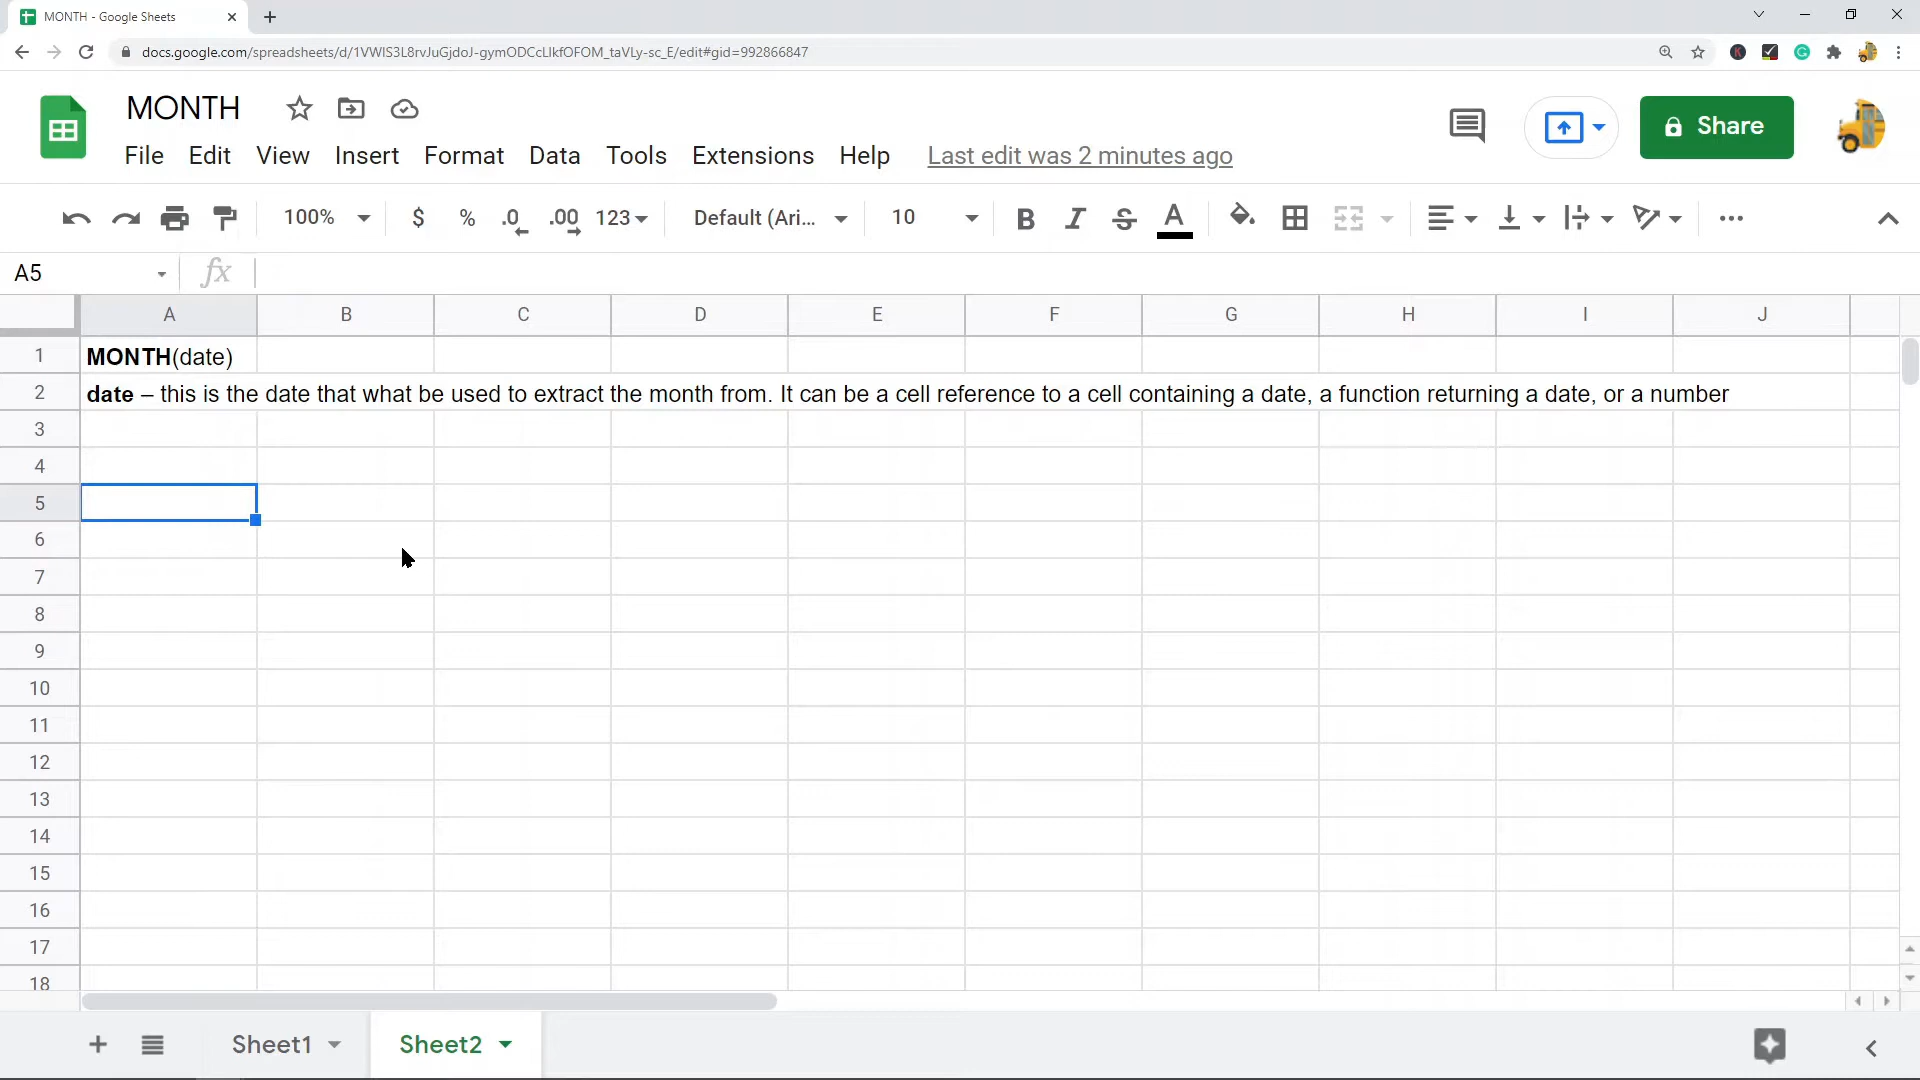 MONTH - Google Sheets
docs.google.com/spreadsheets/d/1VWIS3L8rvJuGjdoJ-gymODCcLIkfOFOM_taVLy-sc_E/edit#gid=992866847
MONTH
Share
File Edit View Insert Format Data Tools Extensions Help Last edit was 2 minutes ago
100% $ % .0 .00 123 Default (Ari... 10 B I S A
A5 fx
A B C D E F G H I J
1 MONTH(date)
2 date – this is the date that what be used to extract the month from. It can be a cell reference to a cell containing a date, a function returning a date, or a number
3
4
5
6
7
8
9
10
11
12
13
14
15
16
17
18
Sheet1 Sheet2